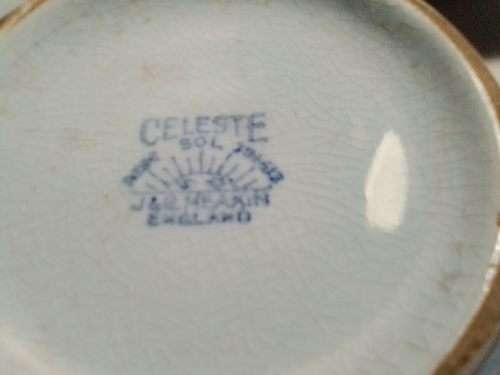 CELESTE
SOL
J&G. MEAKIN
ENGLAND